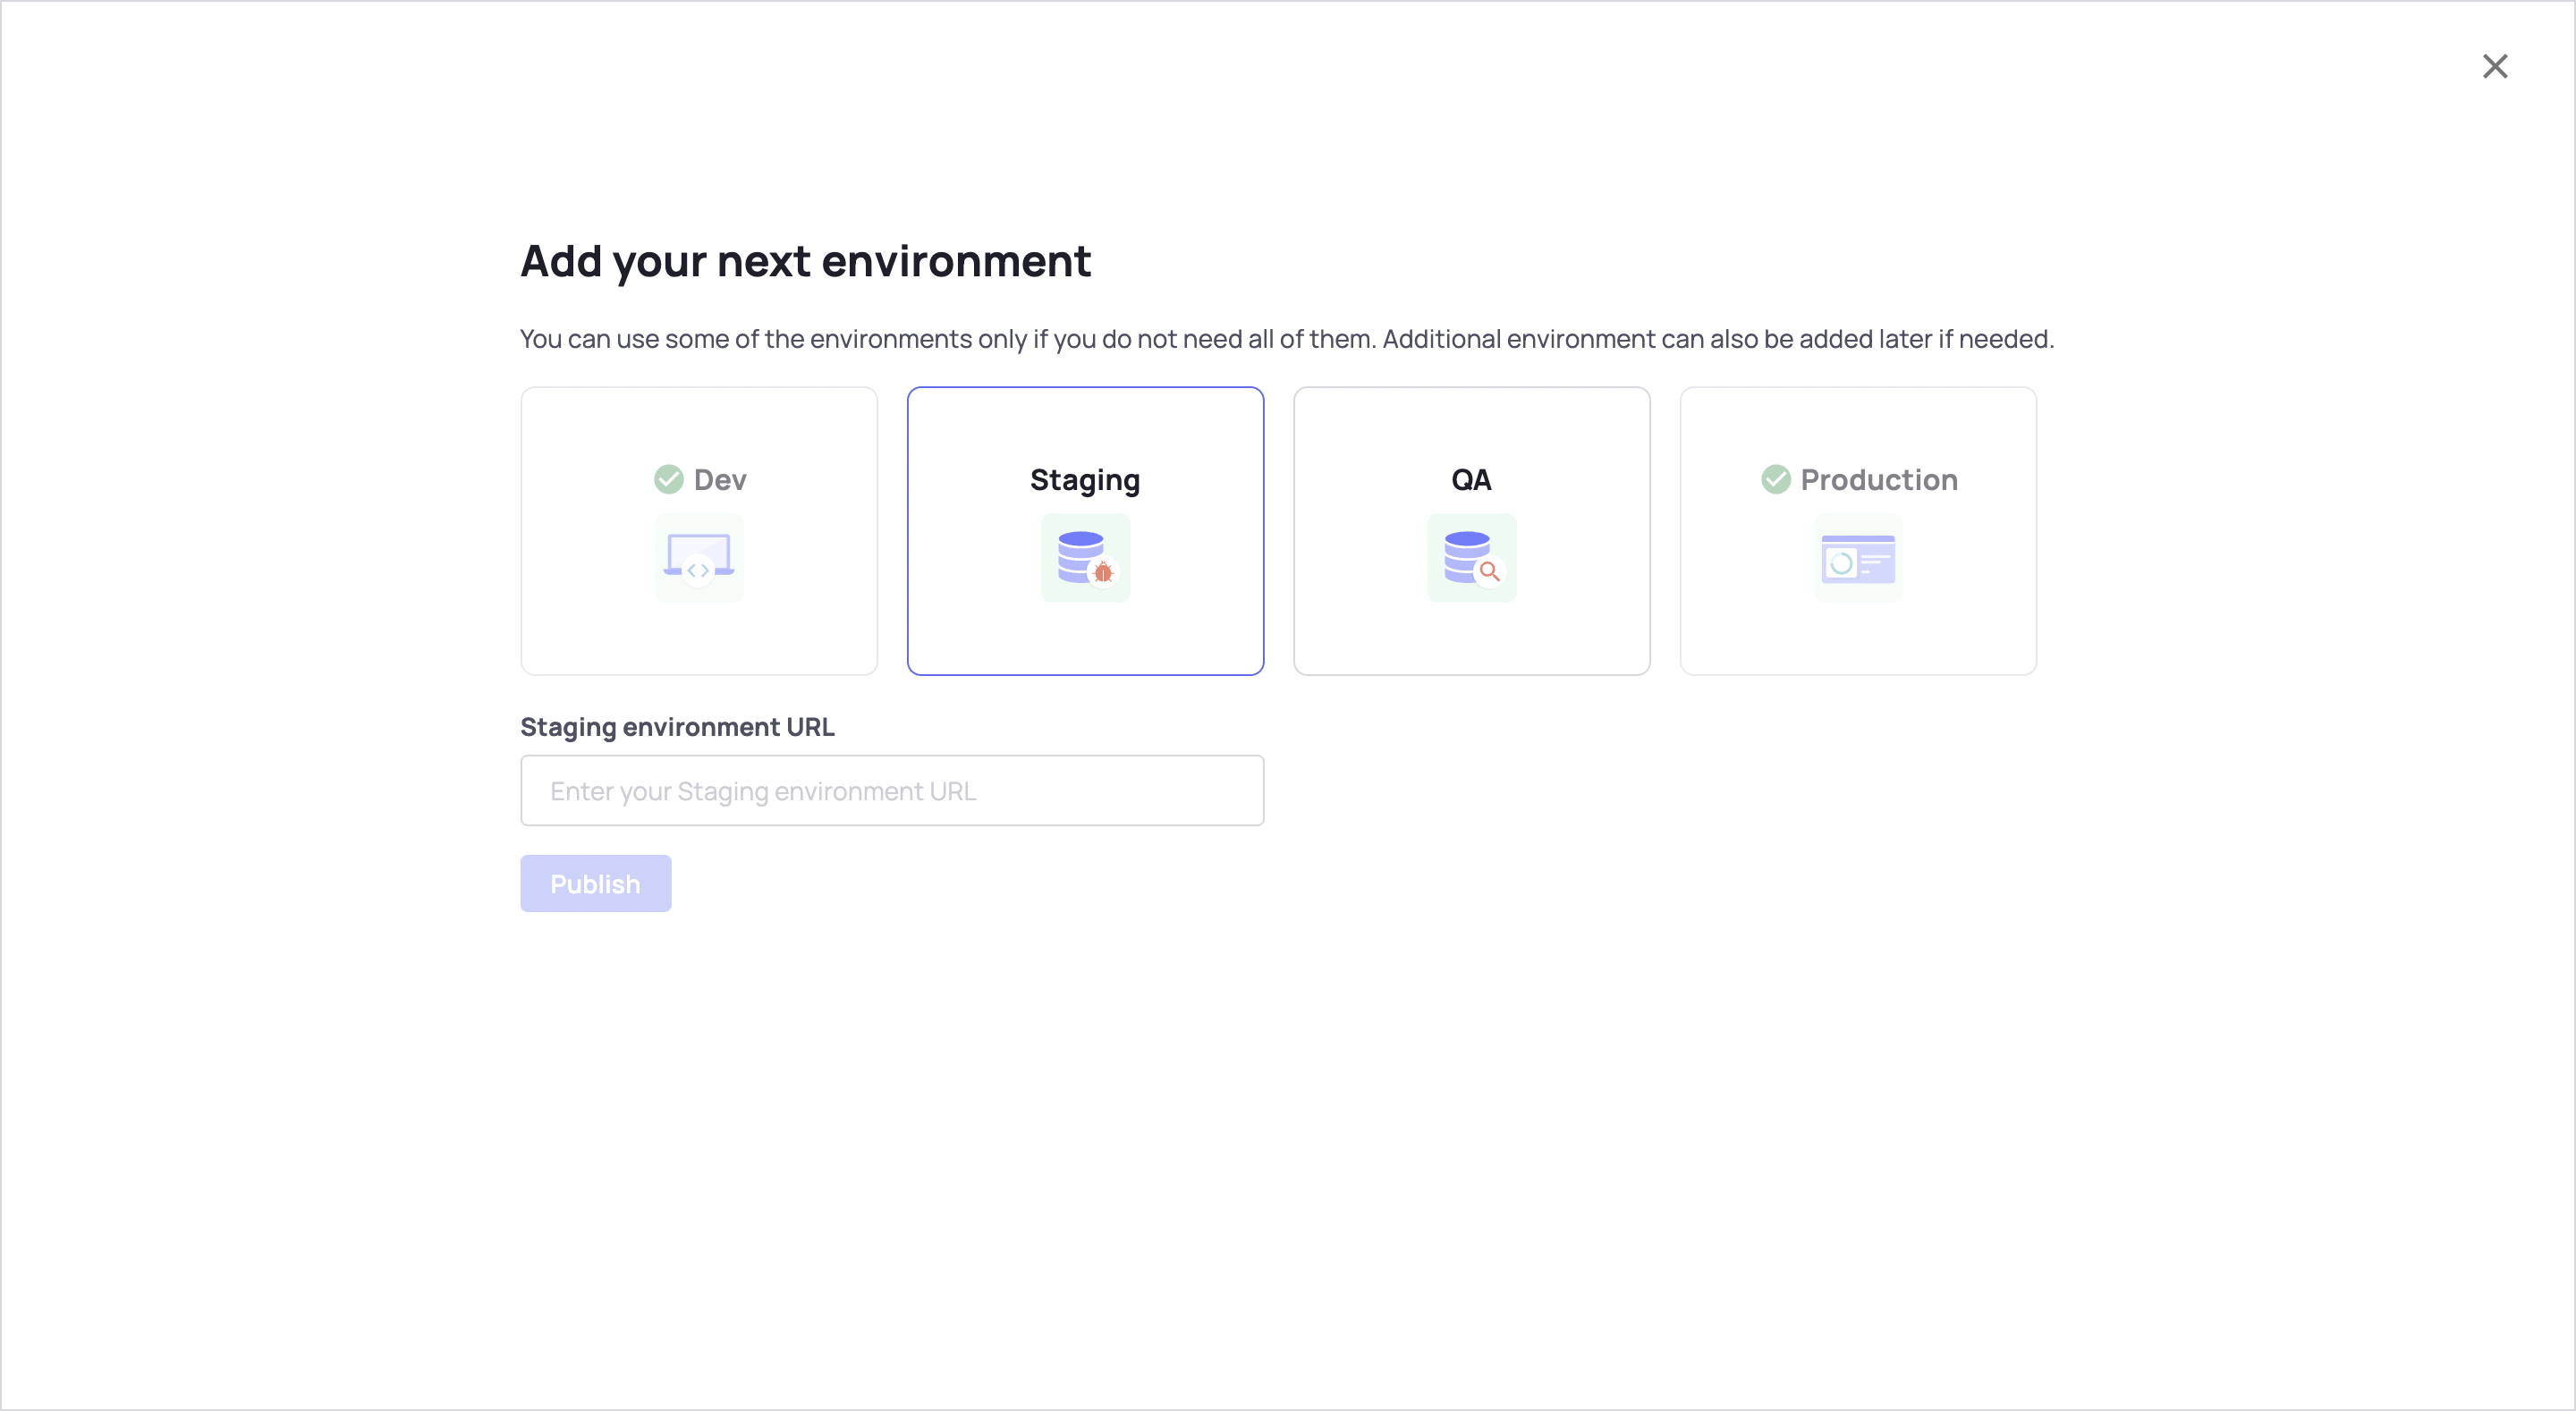 Add your next environment
You can use some of the environments only if you do not need all of them. Additional environment can also be added later if needed.
Dev
Staging
QA
Production
Staging environment URL
Enter your Staging environment URL
Publish